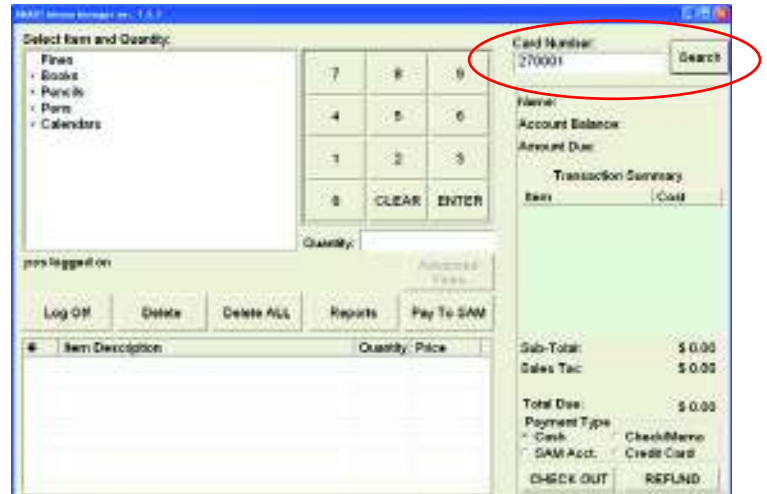 Select Item and Quantity:
Fines
Books
Pencils
Pens
Calendars
7 8 9
4 5 6
1 2 3
0 CLEAR ENTER
Quantity:
pos logged on
Log Off Delete Delete ALL Reports Pay To SAM
# Item Description Quantity Price
Card Number:
270001 Search
Name:
Account Balance:
Amount Due:
Transaction Summary
Item Cost
Sub-Total: $ 0.00
Sales Tax: $ 0.00
Total Due: $ 0.00
Payment Type
Cash Check/Memo
SAM Acct. Credit Card
CHECK OUT REFUND